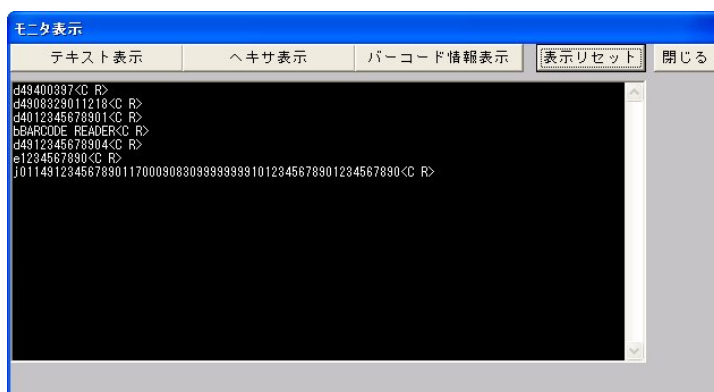 モニタ表示
テキスト表示 ヘキサ表示 バーコード情報表示 表示リセット 閉じる
d49400397<C R>
d4908329011218<C R>
d4012345678901<C R>
bBARCODE READER<C R>
d4912345678904<C R>
e1234567890<C R>
j01149123456789011700090830999999991012345678901234567890<C R>